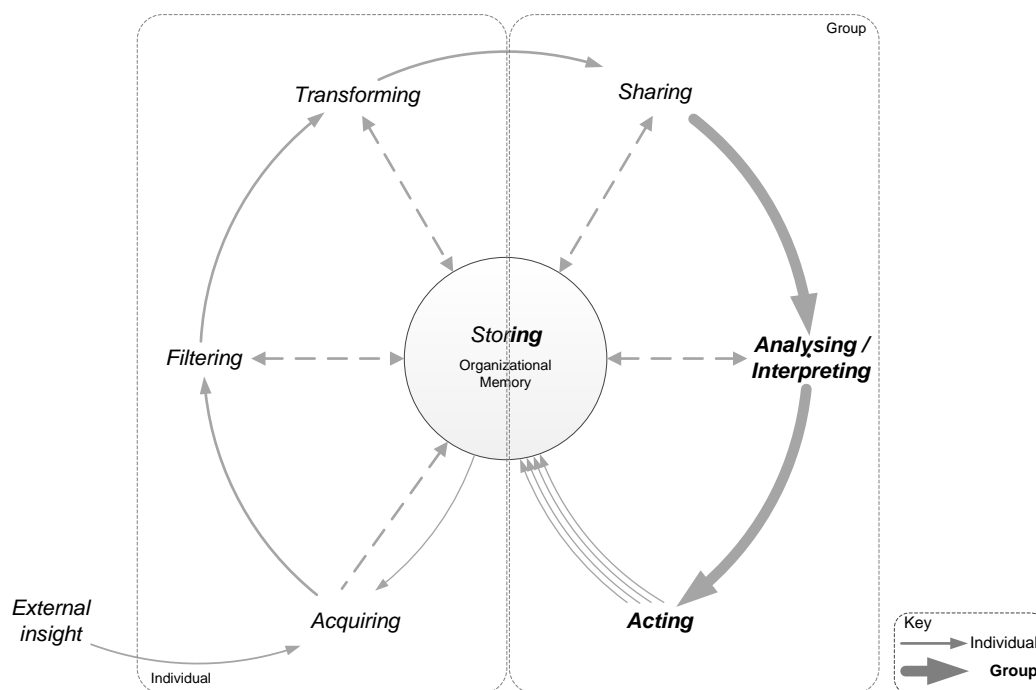 Group
Transforming
Sharing
Storing
Organizational
Memory
Filtering
Analysing /
Interpreting
External
insight
Acquiring
Acting
Individual
Key
Individual
Group